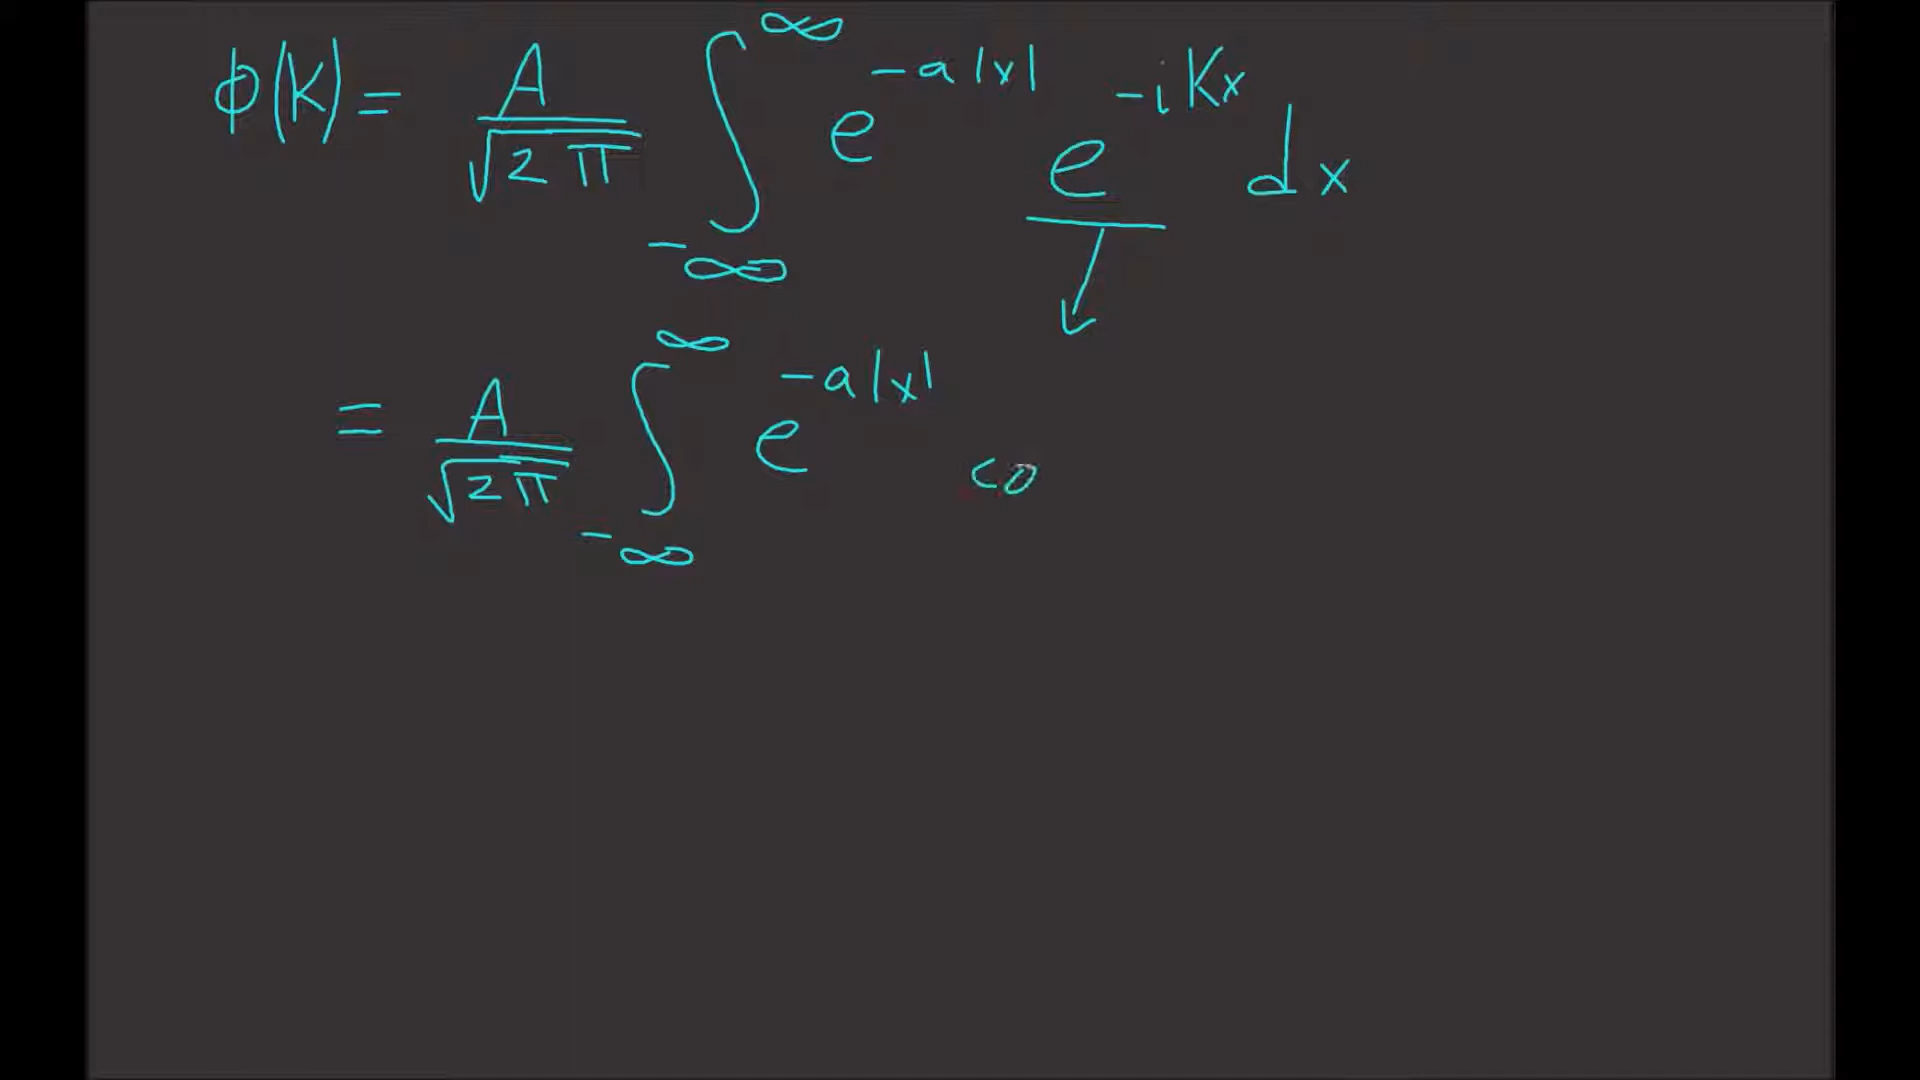 ϕ(K) = A/√2π ∫_{-∞}^{∞} e^{-a|x|} e^{-iKx} dx
= A/√2π ∫_{-∞}^{∞} e^{-a|x|} co